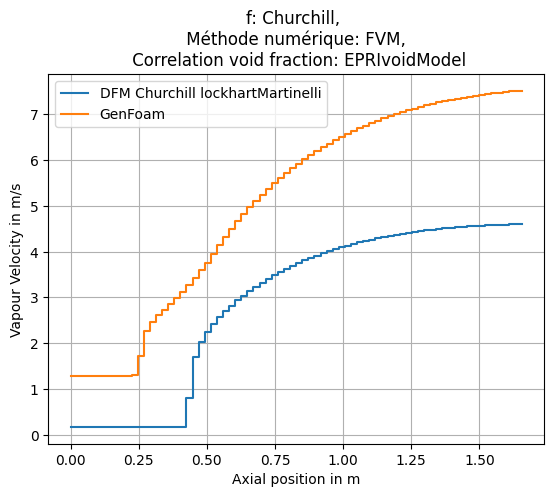 f: Churchill,
Méthode numérique: FVM,
Correlation void fraction: EPRIvoidModel
DFM Churchill lockhartMartinelli
GenFoam
Vapour Velocity in m/s
7
6
5
4
3
2
1
0
0.00 0.25 0.50 0.75 1.00 1.25 1.50
Axial position in m